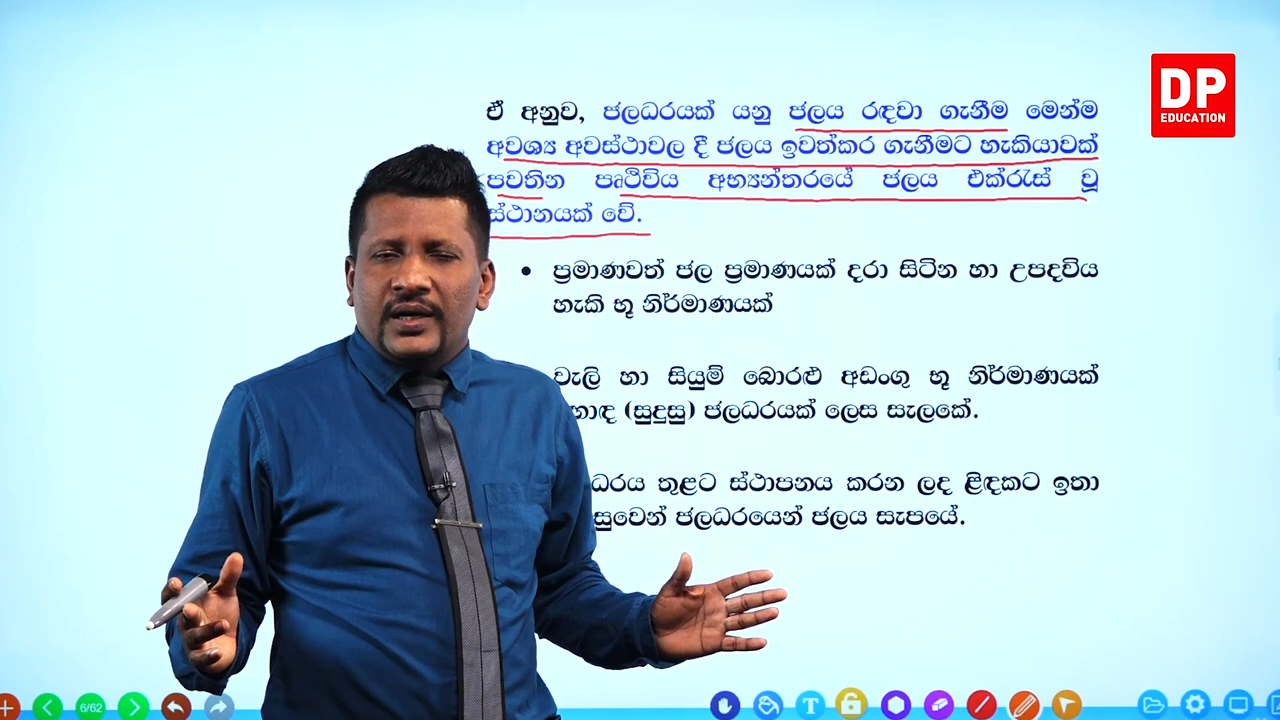 DP
EDUCATION
ඒ අනුව, ජලධරයක් යනු ජලය රඳවා ගැනීම මෙන්ම
අවශ්‍ය අවස්ථාවල දී ජලය ඉවත්කර ගැනීමට හැකියාවක්
පවතින පෘථිවිය අභ්‍යන්තරයේ ජලය එක්රැස් වූ
ස්ථානයක් වේ.
• ප්‍රමාණවත් ජල ප්‍රමාණයක් දරා සිටින හා උපදවිය
හැකි භූ නිර්මාණයක්
වැලි හා සියුම් බොරළු අඩංගු භූ නිර්මාණයක්
(සුදුසු) ජලධරයක් ලෙස සැලකේ.
තුළට ස්ථාපනය කරන ලද ළිඳකට ඉතා
ජලධරයෙන් ජලය සැපයේ.
6/62
T